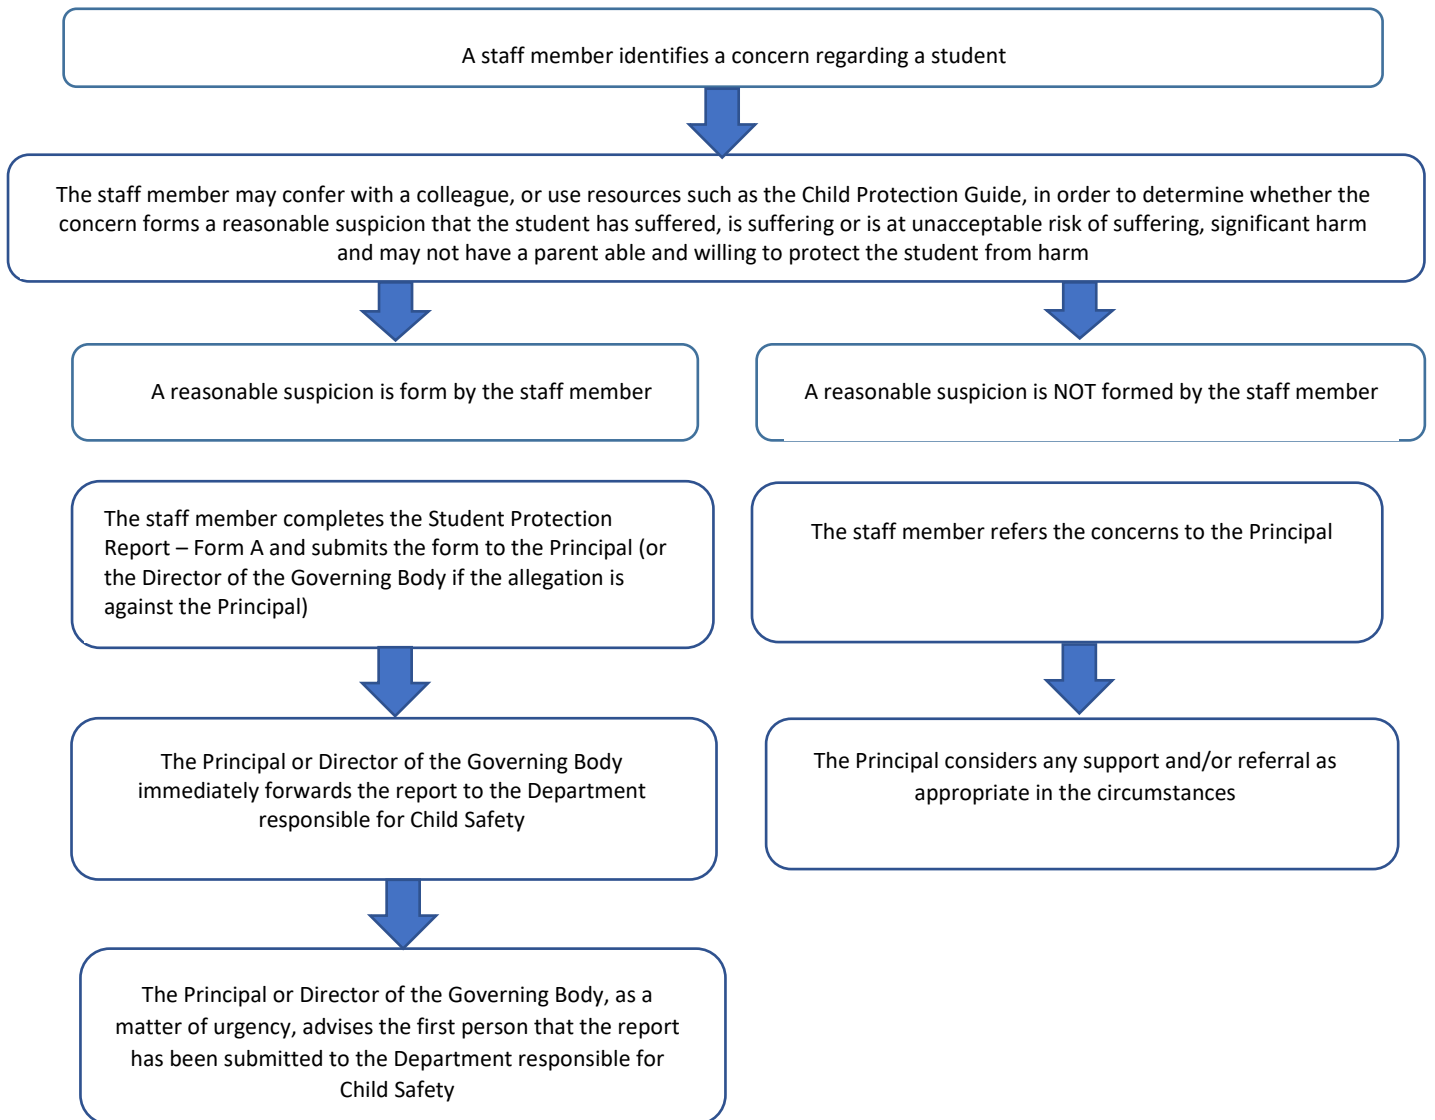 A staff member identifies a concern regarding a student
The staff member may confer with a colleague, or use resources such as the Child Protection Guide, in order to determine whether the
concern forms a reasonable suspicion that the student has suffered, is suffering or is at unacceptable risk of suffering, significant harm
and may not have a parent able and willing to protect the student from harm
A reasonable suspicion is form by the staff member
A reasonable suspicion is NOT formed by the staff member
The staff member completes the Student Protection
Report – Form A and submits the form to the Principal (or
the Director of the Governing Body if the allegation is
against the Principal)
The staff member refers the concerns to the Principal
The Principal or Director of the Governing Body
immediately forwards the report to the Department
responsible for Child Safety
The Principal considers any support and/or referral as
appropriate in the circumstances
The Principal or Director of the Governing Body, as a
matter of urgency, advises the first person that the report
has been submitted to the Department responsible for
Child Safety